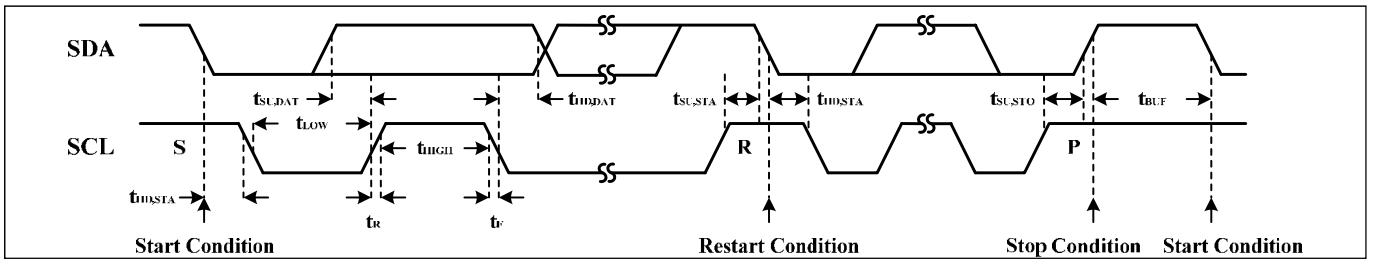 SDA
tSU,DAT
tHD,DAT
tSU,STA
tHD,STA
tSU,STO
tBUF
tLOW
SCL
S
tHIGH
R
P
tHD,STA
tR
tF
Start Condition
Restart Condition
Stop Condition
Start Condition